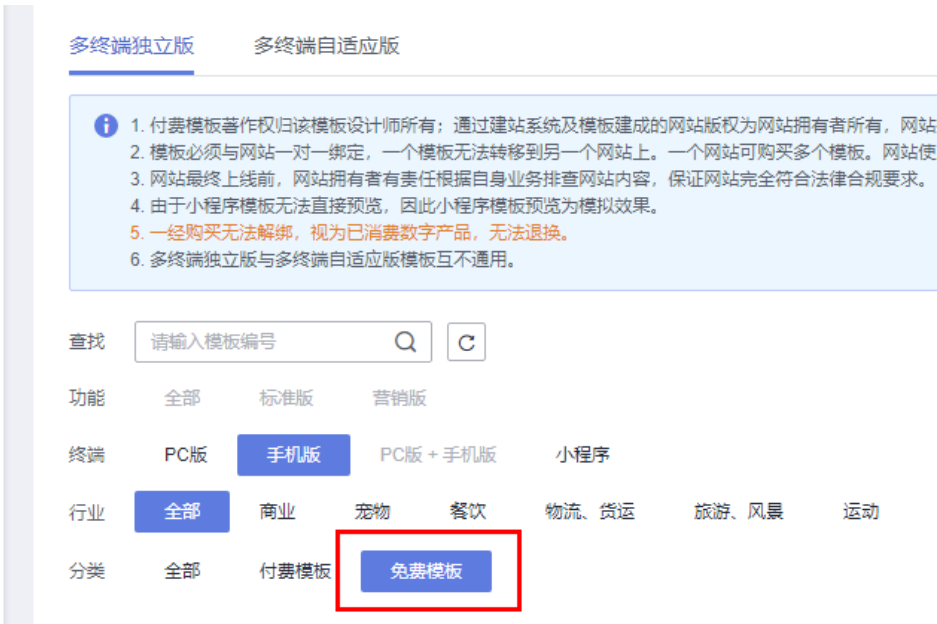 多终端独立版 多终端自适应版
1. 付费模板著作权归该模板设计师所有；通过建站系统及模板建成的网站版权为网站拥有者所有，网站
2. 模板必须与网站一对一绑定，一个模板无法转移到另一个网站上。一个网站可购买多个模板。网站使
3. 网站最终上线前，网站拥有者有责任根据自身业务排查网站内容，保证网站完全符合法律合规要求。
4. 由于小程序模板无法直接预览，因此小程序模板预览为模拟效果。
5. 一经购买无法解绑，视为已消费数字产品，无法退换。
6. 多终端独立版与多终端自适应版模板互不通用。
查找 请输入模板编号
功能 全部 标准版 营销版
终端 PC版 手机版 PC版 + 手机版 小程序
行业 全部 商业 宠物 餐饮 物流、货运 旅游、风景 运动
分类 全部 付费模板 免费模板